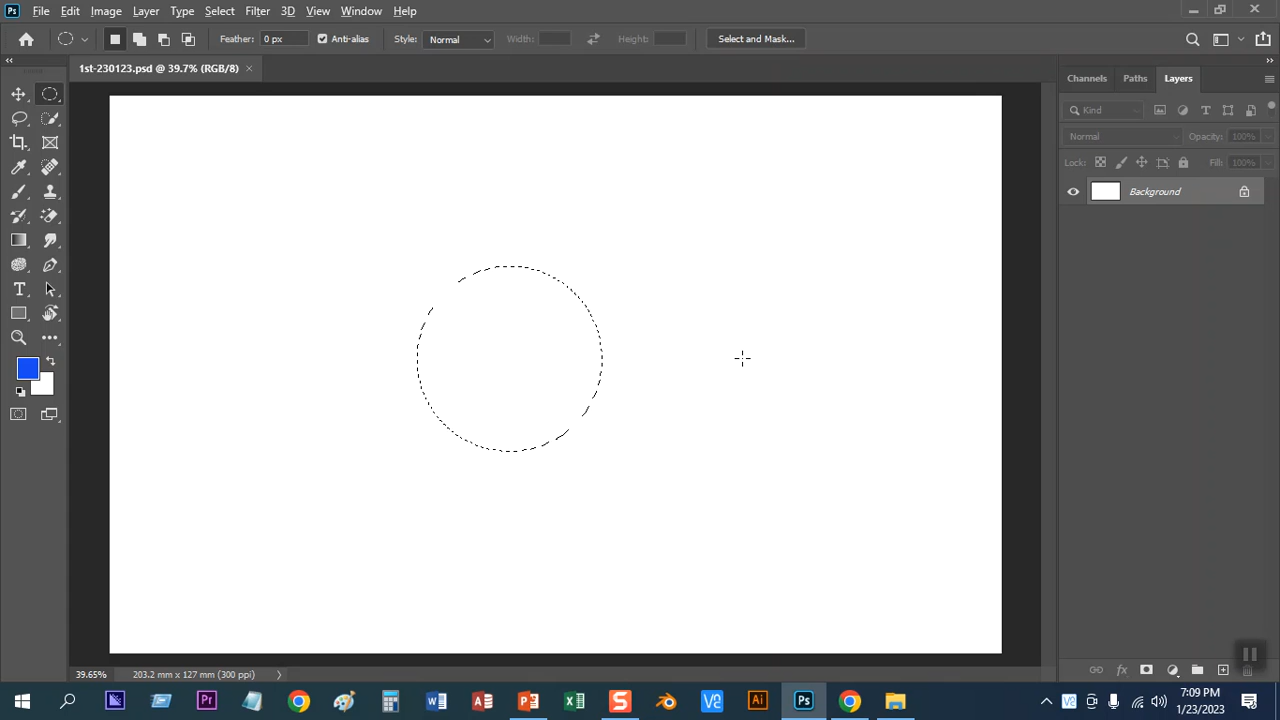 Ps File Edit Image Layer Type Select Filter 3D View Window Help
Feather: 0 px Anti-alias Style: Normal Width: Height: Select and Mask...
1st-230123.psd @ 39.7% (RGB/8) ×
Channels Paths Layers
Kind
Normal Opacity: 100%
Lock: Fill: 100%
Background
39.65% 203.2 mm x 127 mm (300 ppi)
7:09 PM
1/23/2023